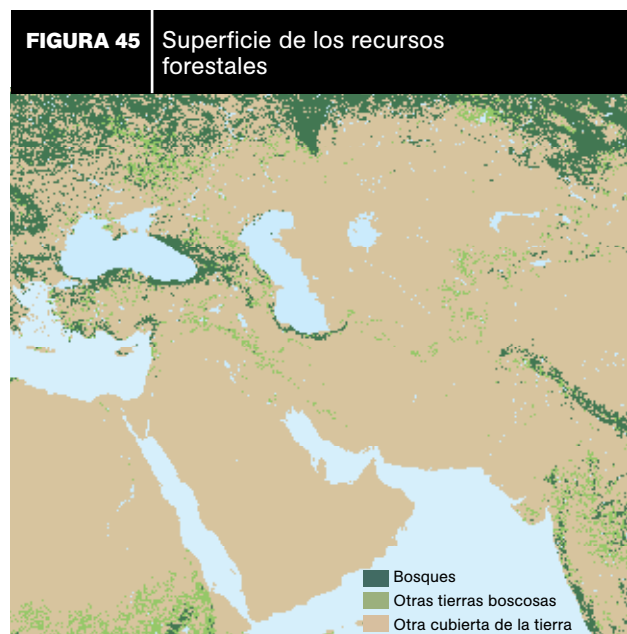 FIGURA 45
Superficie de los recursos
forestales
Bosques
Otras tierras boscosas
Otra cubierta de la tierra